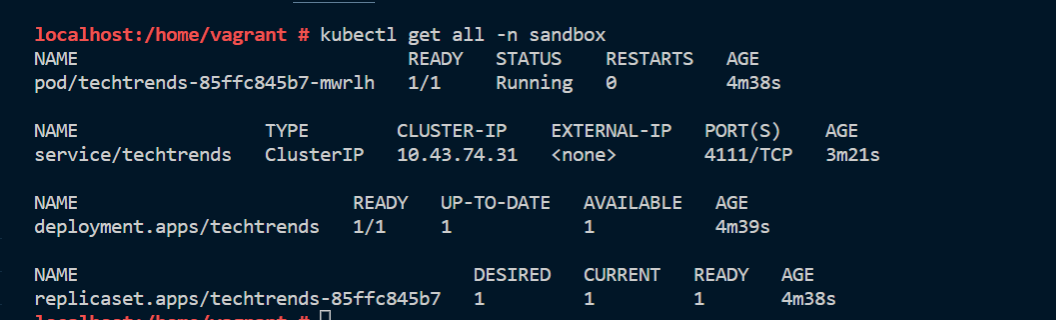 localhost:/home/vagrant # kubectl get all -n sandbox
NAME READY STATUS RESTARTS AGE
pod/techtrends-85ffc845b7-mwrlh 1/1 Running 0 4m38s
NAME TYPE CLUSTER-IP EXTERNAL-IP PORT(S) AGE
service/techtrends ClusterIP 10.43.74.31 <none> 4111/TCP 3m21s
NAME READY UP-TO-DATE AVAILABLE AGE
deployment.apps/techtrends 1/1 1 1 4m39s
NAME DESIRED CURRENT READY AGE
replicaset.apps/techtrends-85ffc845b7 1 1 1 4m38s
localhost:/home/vagrant #